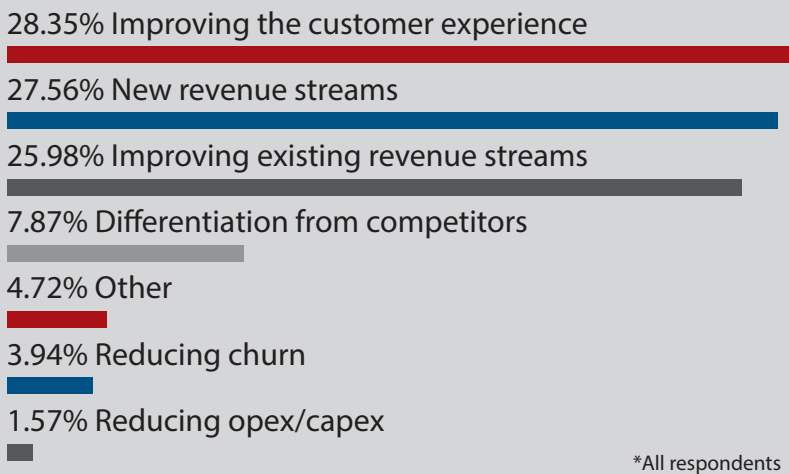 28.35% Improving the customer experience
27.56% New revenue streams
25.98% Improving existing revenue streams
7.87% Differentiation from competitors
4.72% Other
3.94% Reducing churn
1.57% Reducing opex/capex
*All respondents